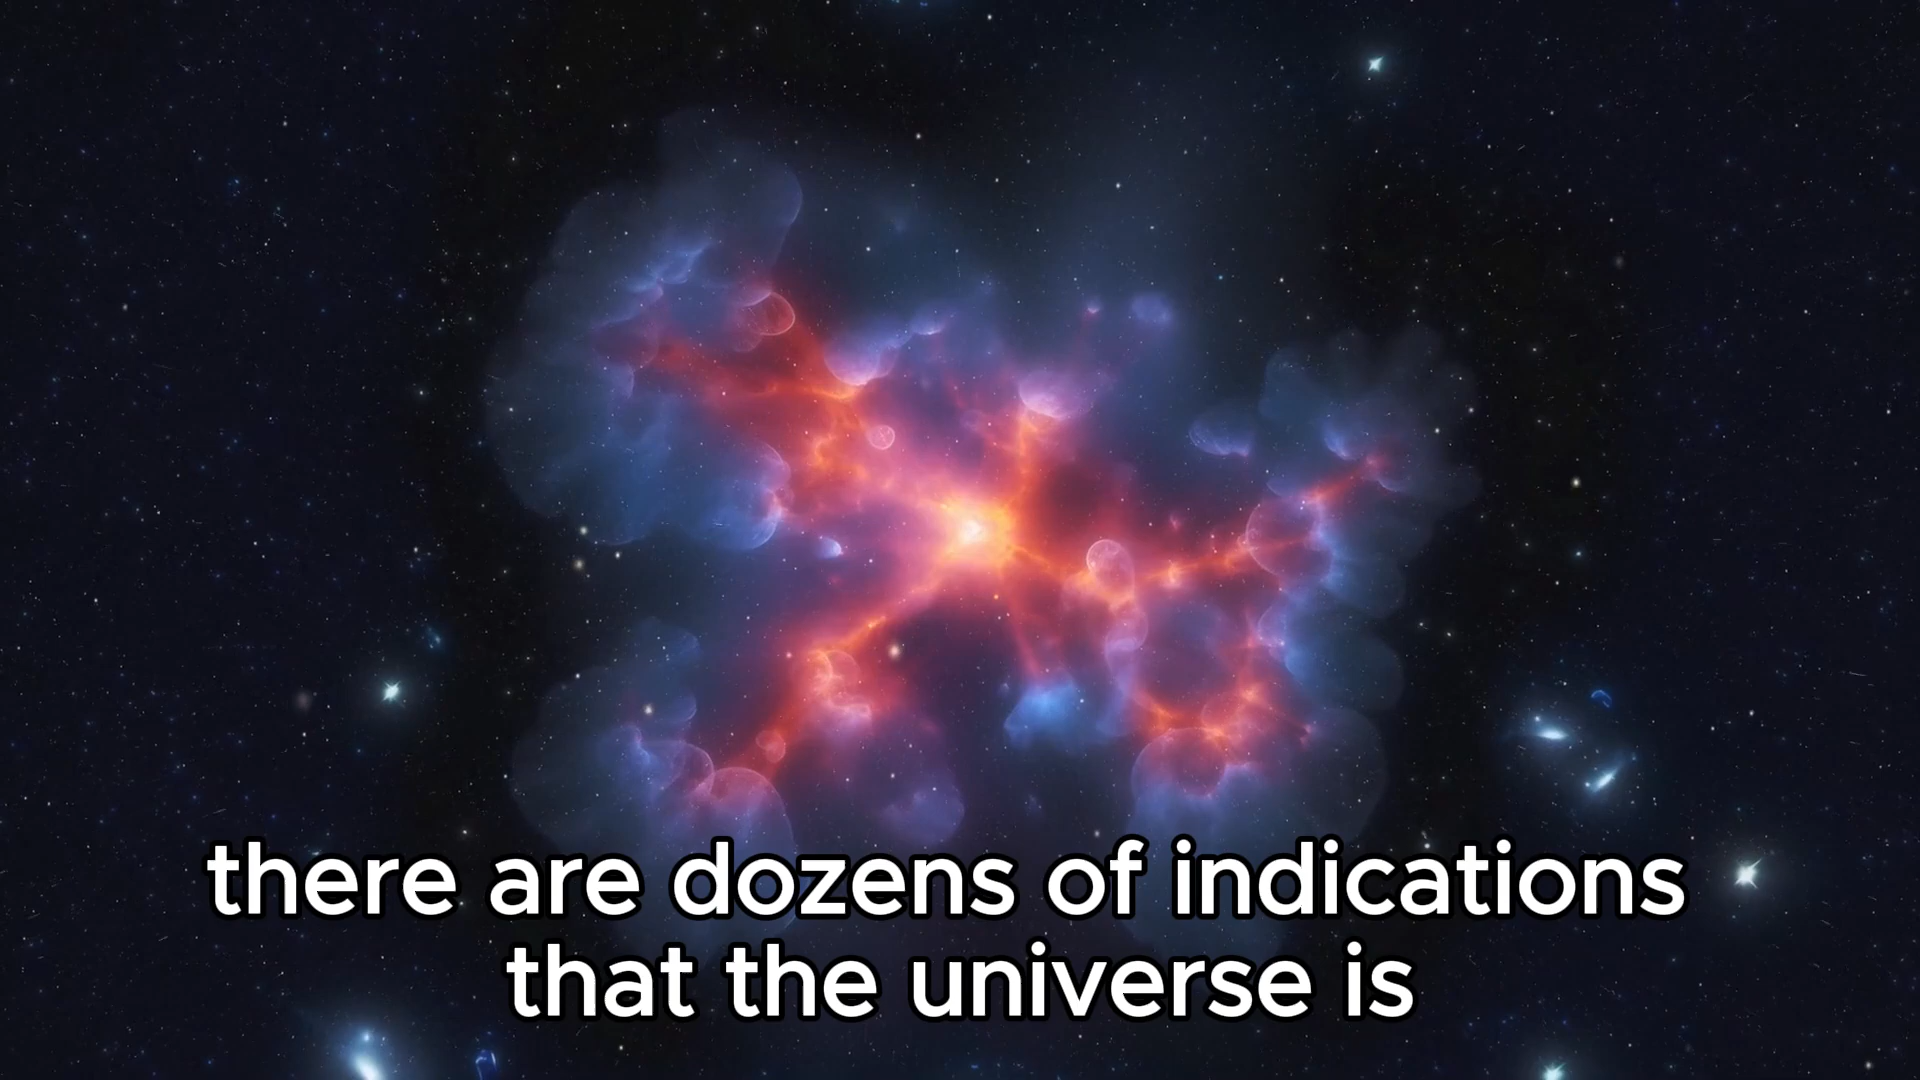 there are dozens of indications
that the universe is